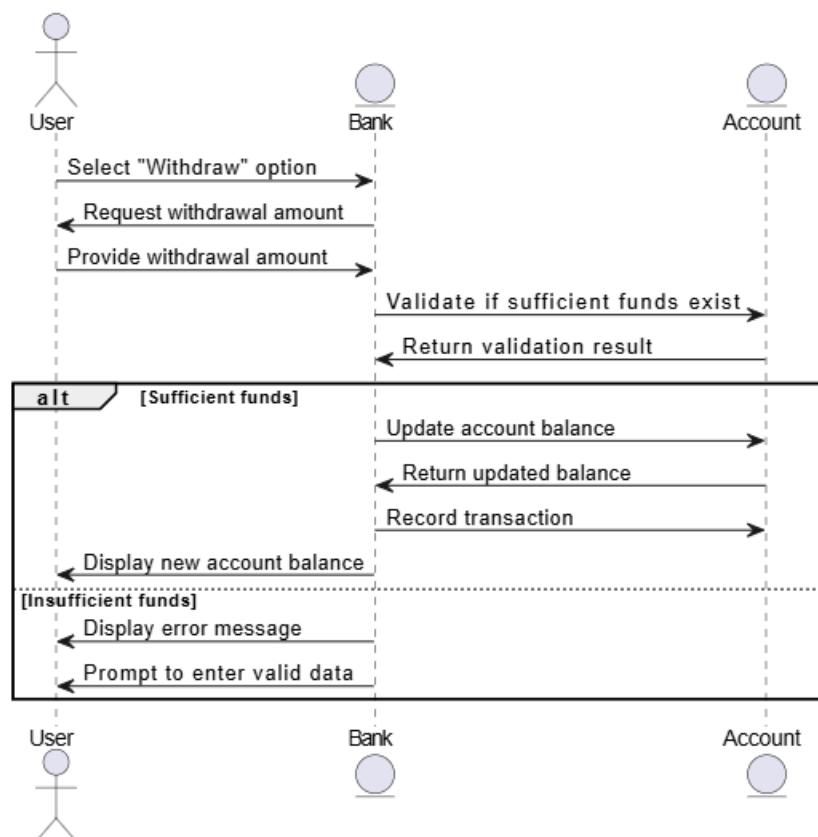 User Bank Account
Select "Withdraw" option
Request withdrawal amount
Provide withdrawal amount
Validate if sufficient funds exist
Return validation result
alt [Sufficient funds]
Update account balance
Return updated balance
Record transaction
Display new account balance
[Insufficient funds]
Display error message
Prompt to enter valid data
User Bank Account